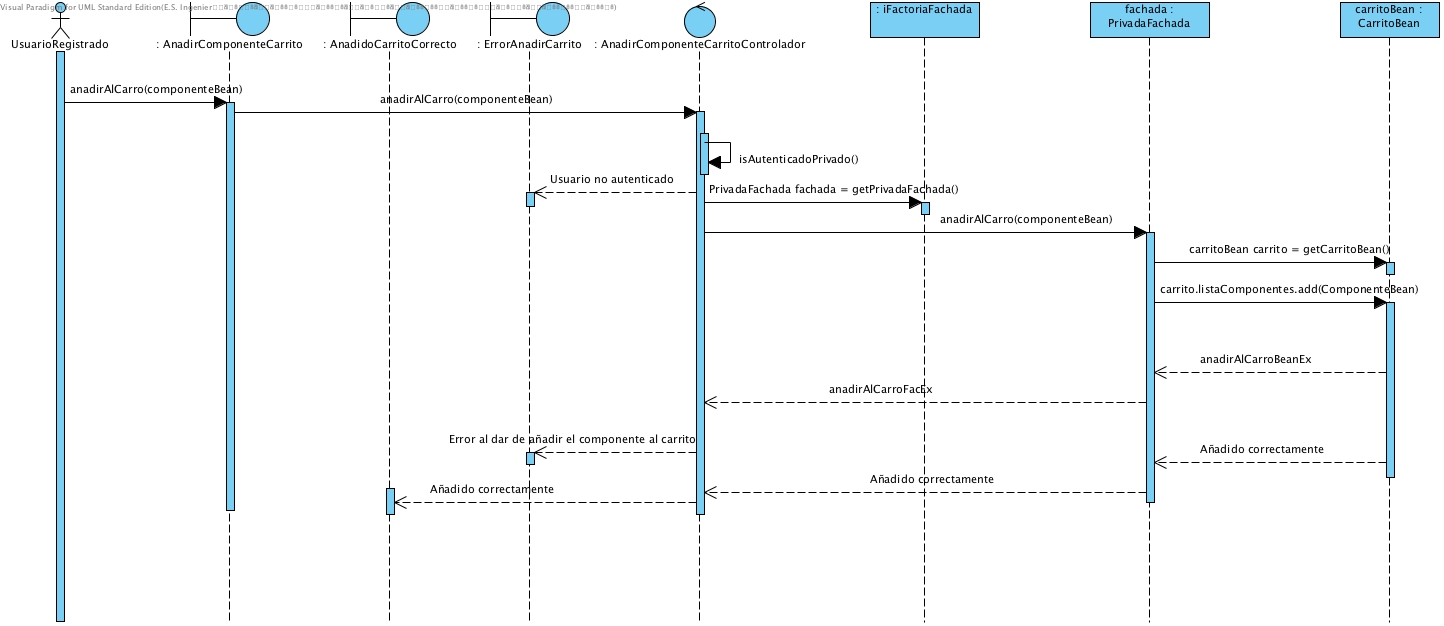 Visual Paradigm for UML Standard Edition(E.S. Ingenier
UsuarioRegistrado
: AnadirComponenteCarrito
: AnadidoCarritoCorrecto
: ErrorAnadirCarrito
: AnadirComponenteCarritoControlador
: iFactoriaFachada
fachada :
PrivadaFachada
carritoBean :
CarritoBean
anadirAlCarro(componenteBean)
anadirAlCarro(componenteBean)
isAutenticadoPrivado()
Usuario no autenticado
PrivadaFachada fachada = getPrivadaFachada()
anadirAlCarro(componenteBean)
carritoBean carrito = getCarritoBean()
carrito.listaComponentes.add(ComponenteBean)
anadirAlCarroBeanEx
anadirAlCarroFacEx
Error al dar de añadir el componente al carrito
Añadido correctamente
Añadido correctamente
Añadido correctamente